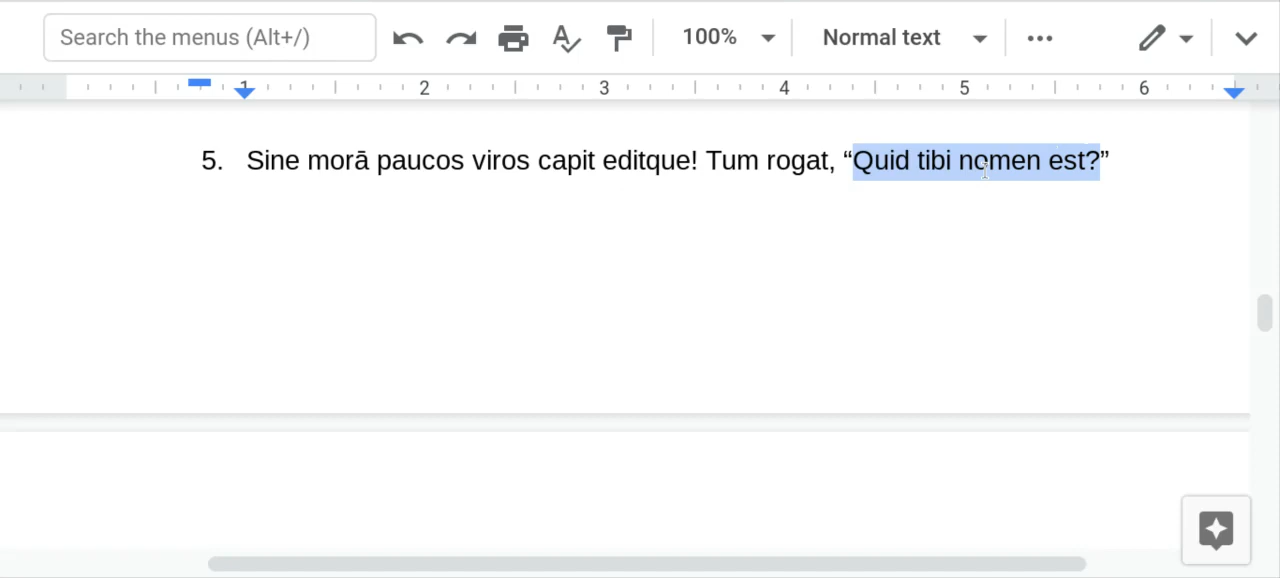 Search the menus (Alt+/) 100% Normal text
1 2 3 4 5 6
5. Sine morā paucos viros capit editque! Tum rogat, “Quid tibi nomen est?”